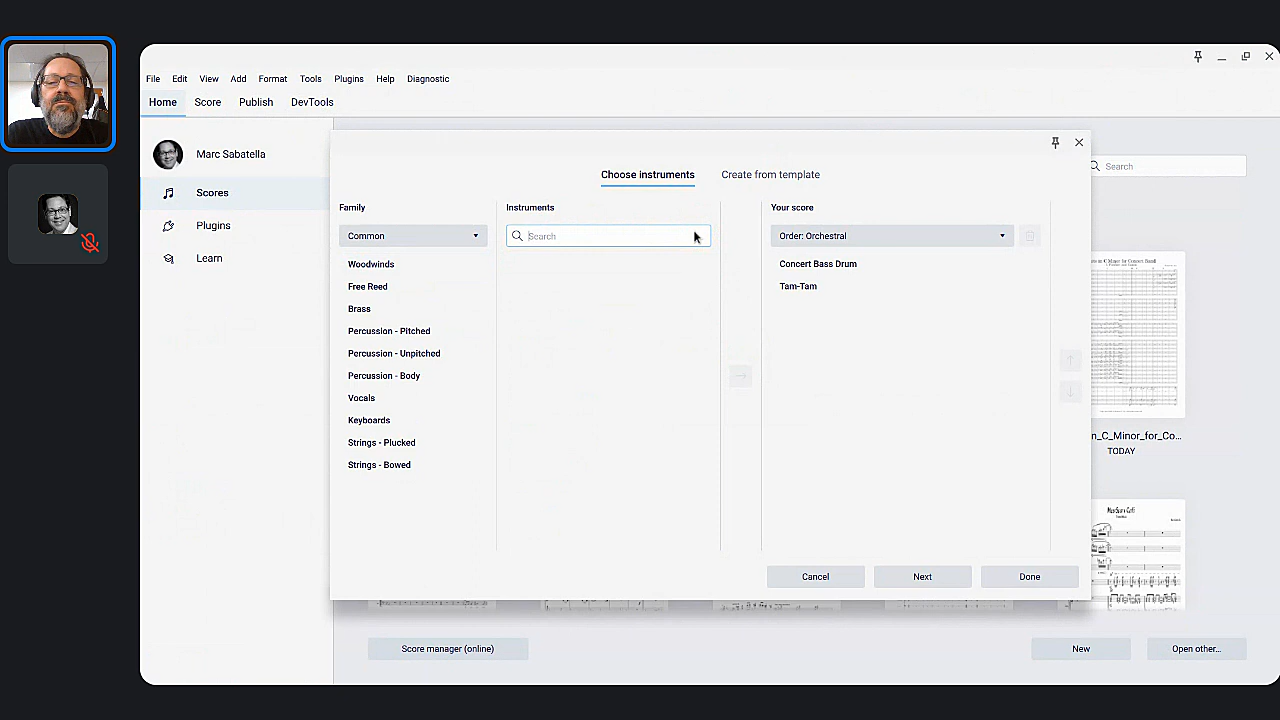 File Edit View Add Format Tools Plugins Help Diagnostic
Home Score Publish DevTools
Marc Sabatella
Scores
Plugins
Learn
Choose instruments Create from template
Search
Family
Common
Woodwinds
Free Reed
Brass
Percussion - Pitched
Percussion - Unpitched
Percussion - Body
Vocals
Keyboards
Strings - Plucked
Strings - Bowed
Instruments
Search
Your score
Order: Orchestral
Concert Bass Drum
Tam-Tam
Cancel Next Done
n_C_Minor_for_Co...
TODAY
Score manager (online) New Open other...